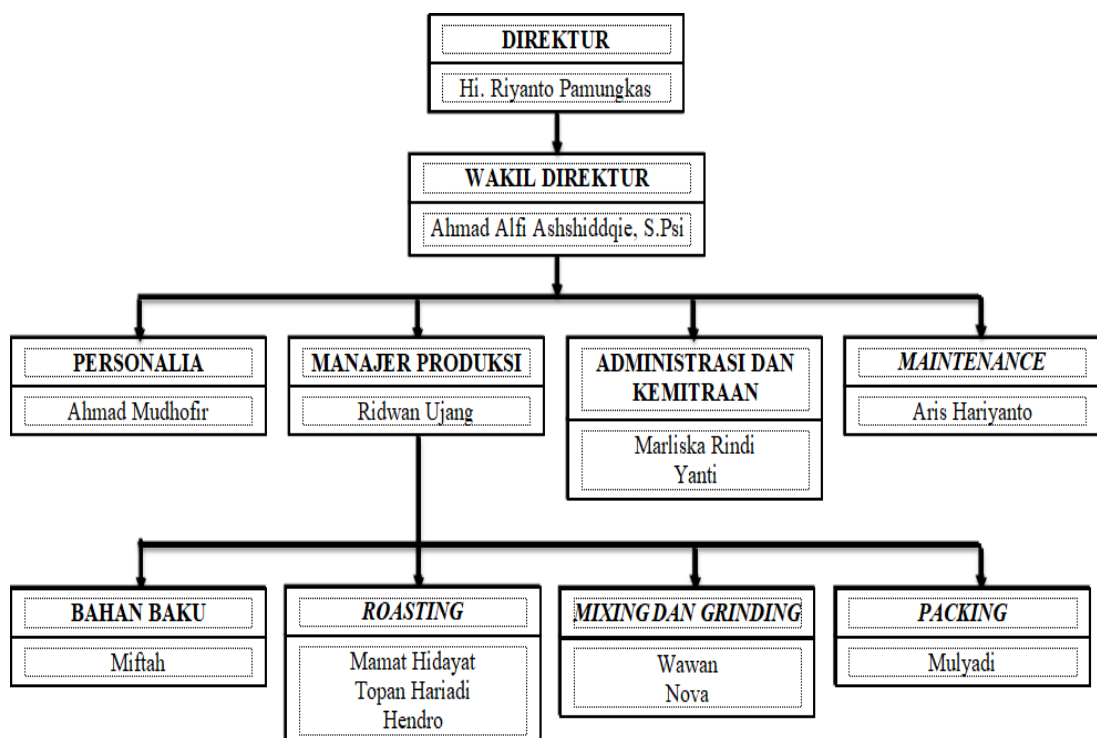 DIREKTUR
Hi. Riyanto Pamungkas
WAKIL DIREKTUR
Ahmad Alfi Ashshiddqie, S.Psi
PERSONALIA
Ahmad Mudhofir
MANAJER PRODUKSI
Ridwan Ujang
ADMINISTRASI DAN
KEMITRAAN
Marliska Rindi
Yanti
MAINTENANCE
Aris Hariyanto
BAHAN BAKU
Miftah
ROASTING
Mamat Hidayat
Topan Hariadi
Hendro
MIXING DAN GRINDING
Wawan
Nova
PACKING
Mulyadi